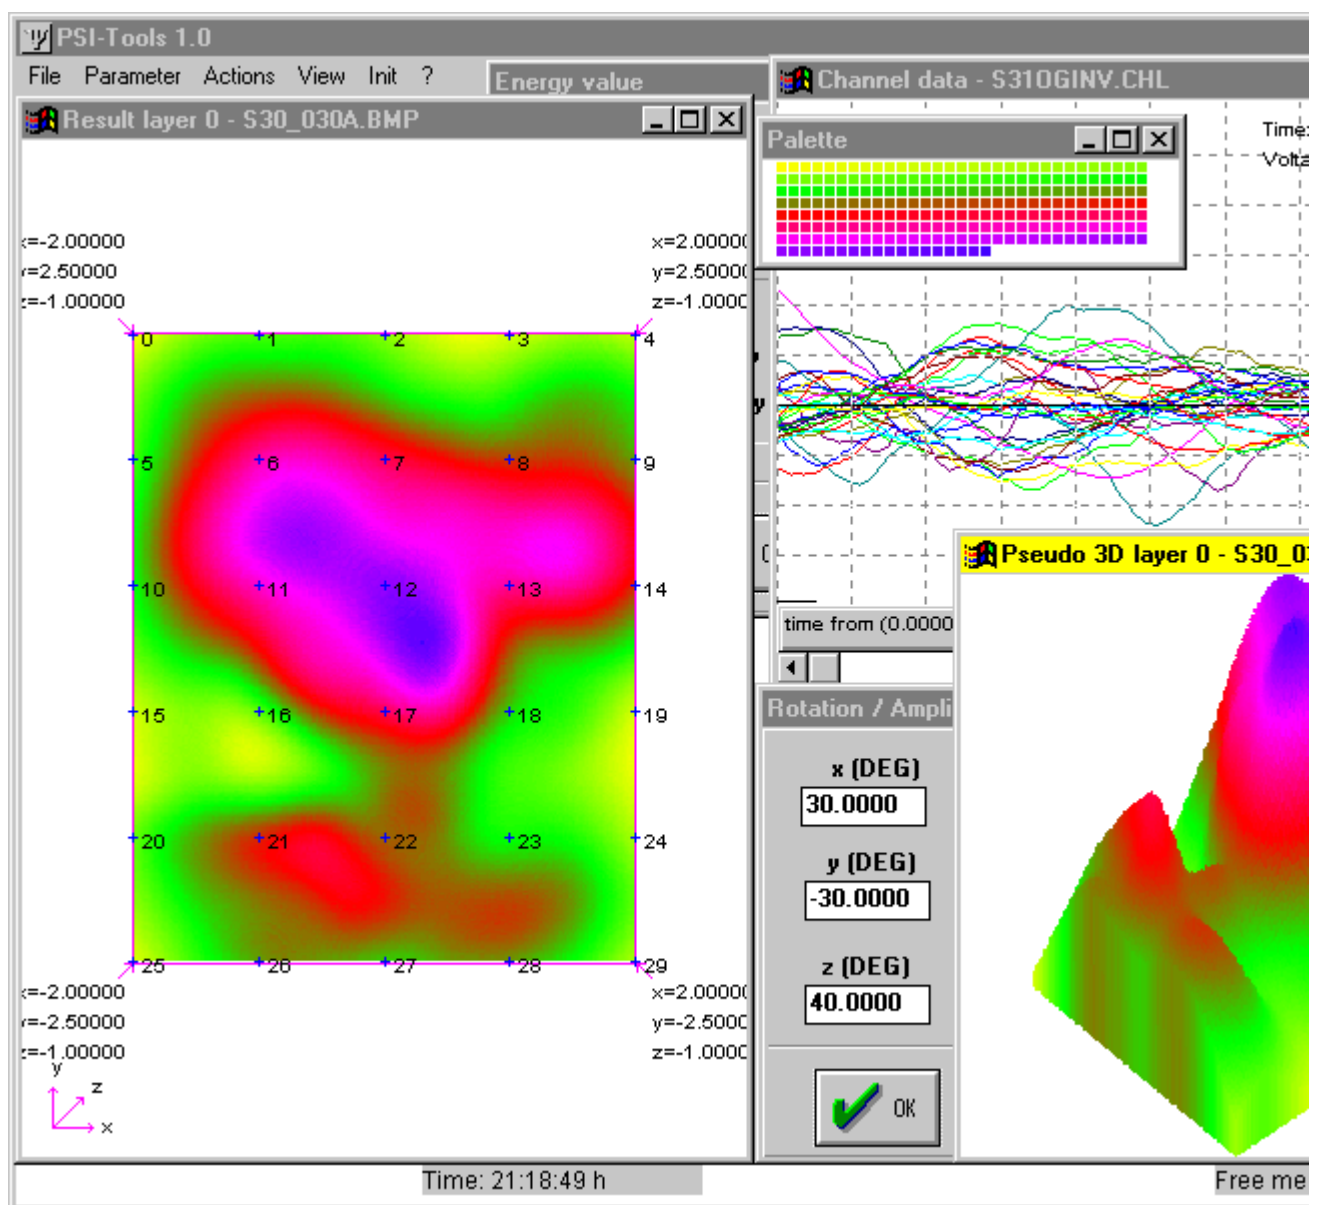 PSI-Tools 1.0
File Parameter Actions View Init ?
Energy value
Channel data - S31OGINV.CHL
Result layer 0 - S30_030A.BMP
Palette
Time:
Volta
x=-2.00000
y=2.50000
z=-1.00000
x=2.0000
y=2.5000
z=-1.0000
0 1 2 3 4
5 6 7 8 9
10 11 12 13 14
15 16 17 18 19
20 21 22 23 24
25 26 27 28 29
x=-2.00000
y=-2.50000
z=-1.00000
x=2.0000
y=-2.500
z=-1.0000
y
z
x
y
time from (0.0000
Pseudo 3D layer 0 - S30_03
Rotation / Ampli
x (DEG)
30.0000
y (DEG)
-30.0000
z (DEG)
40.0000
OK
Time: 21:18:49 h
Free me